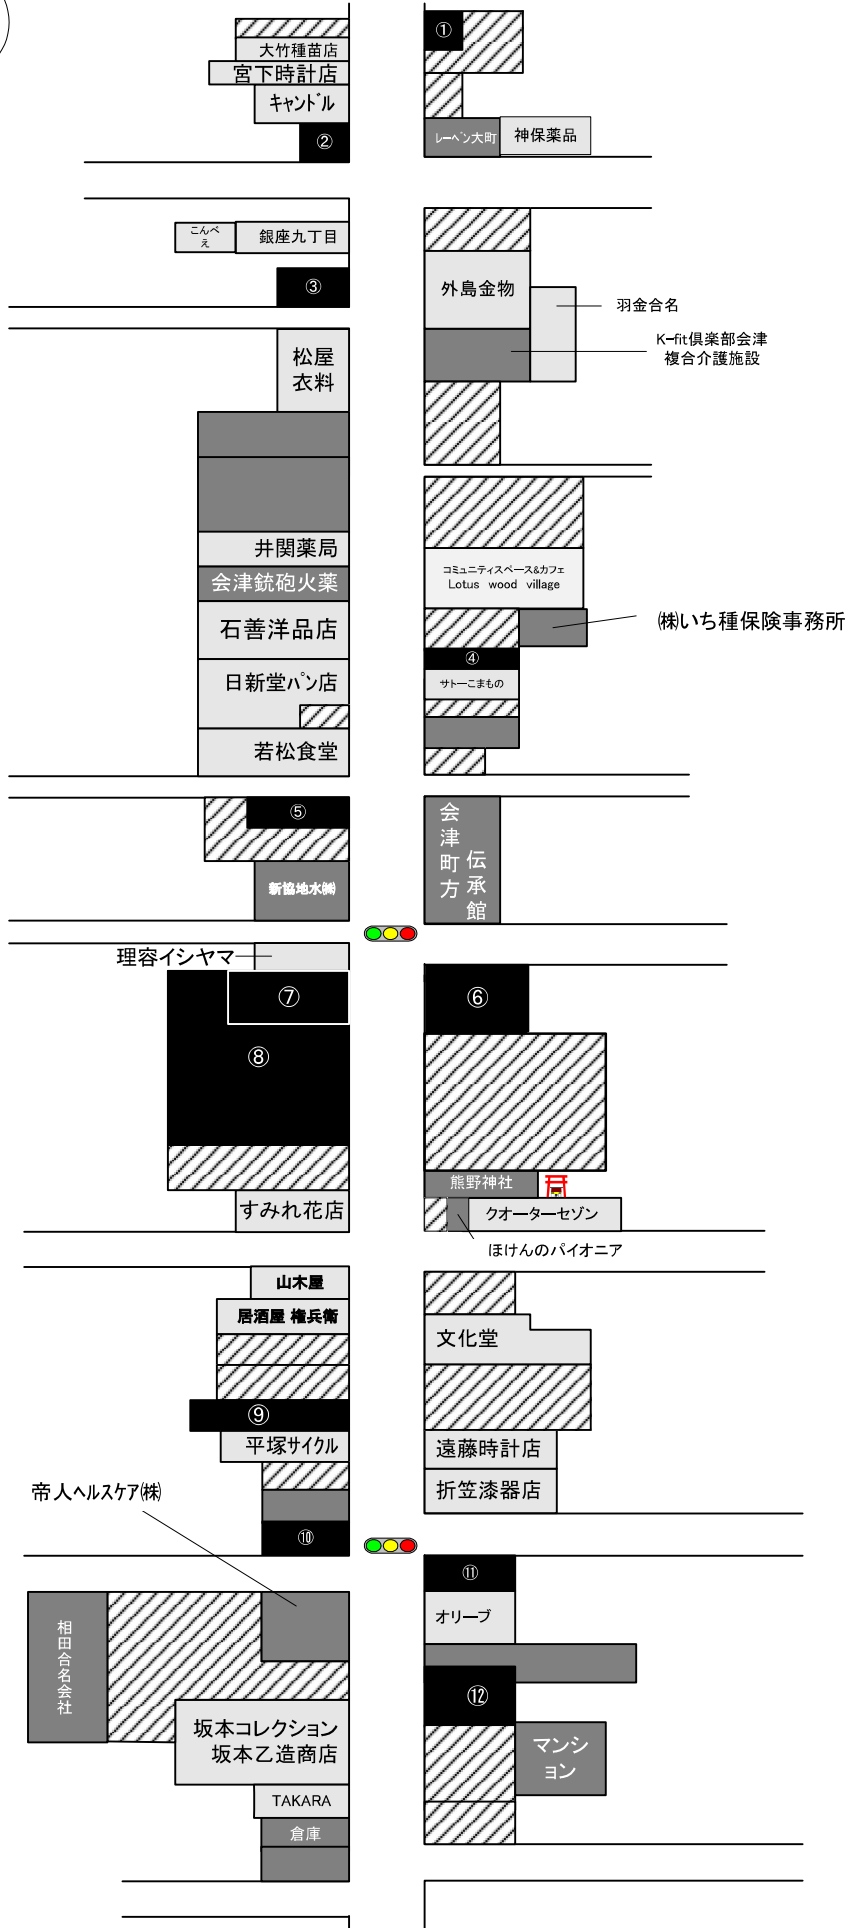 大竹種苗店
宮下時計店
キャンドル
②
①
レーベン大町
神保薬品
こんべ
え
銀座九丁目
③
外島金物
羽金合名
K-fit倶楽部会津
複合介護施設
松屋
衣料
井関薬局
会津銃砲火薬
石善洋品店
日新堂パン店
若松食堂
コミュニティスペース&カフェ
Lotus wood village
㈱いち種保険事務所
④
サトーこまもの
⑤
新協地水㈱
会津町方
伝承館
理容イシヤマ
⑦
⑧
すみれ花店
⑥
熊野神社
クオーターセゾン
ほけんのパイオニア
山木屋
居酒屋 権兵衛
⑨
平塚サイクル
⑩
帝人ヘルスケア㈱
文化堂
遠藤時計店
折笠漆器店
相田合名会社
坂本コレクション
坂本乙造商店
TAKARA
倉庫
⑪
オリーブ
⑫
マンシ
ョン